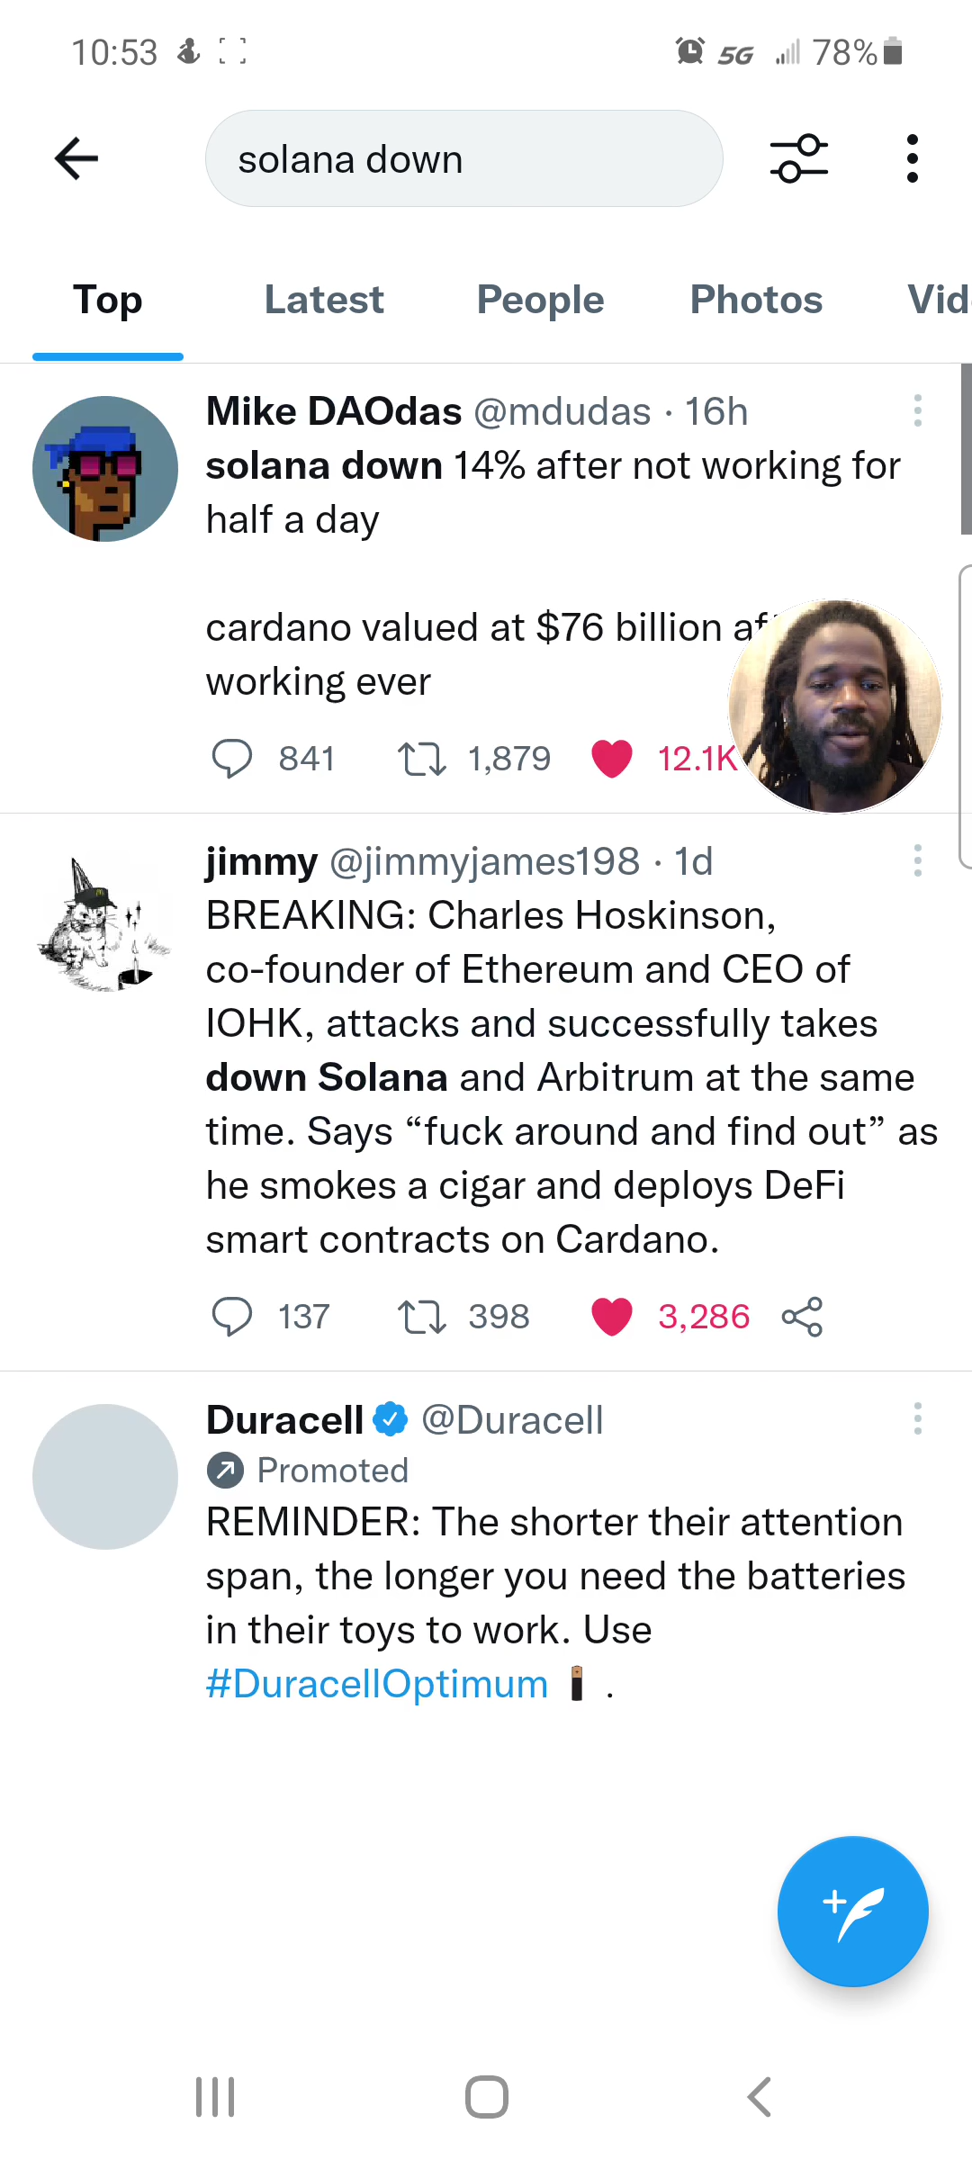 10:53 5G 78%
solana down
Top Latest People Photos Vid
Mike DAOdas @mdudas · 16h
solana down 14% after not working for
half a day
cardano valued at $76 billion
working ever
841 1,879 12.1K
jimmy @jimmyjames198 · 1d
BREAKING: Charles Hoskinson,
co-founder of Ethereum and CEO of
IOHK, attacks and successfully takes
down Solana and Arbitrum at the same
time. Says “fuck around and find out” as
he smokes a cigar and deploys DeFi
smart contracts on Cardano.
137 398 3,286
Duracell @Duracell
Promoted
REMINDER: The shorter their attention
span, the longer you need the batteries
in their toys to work. Use
#DuracellOptimum .